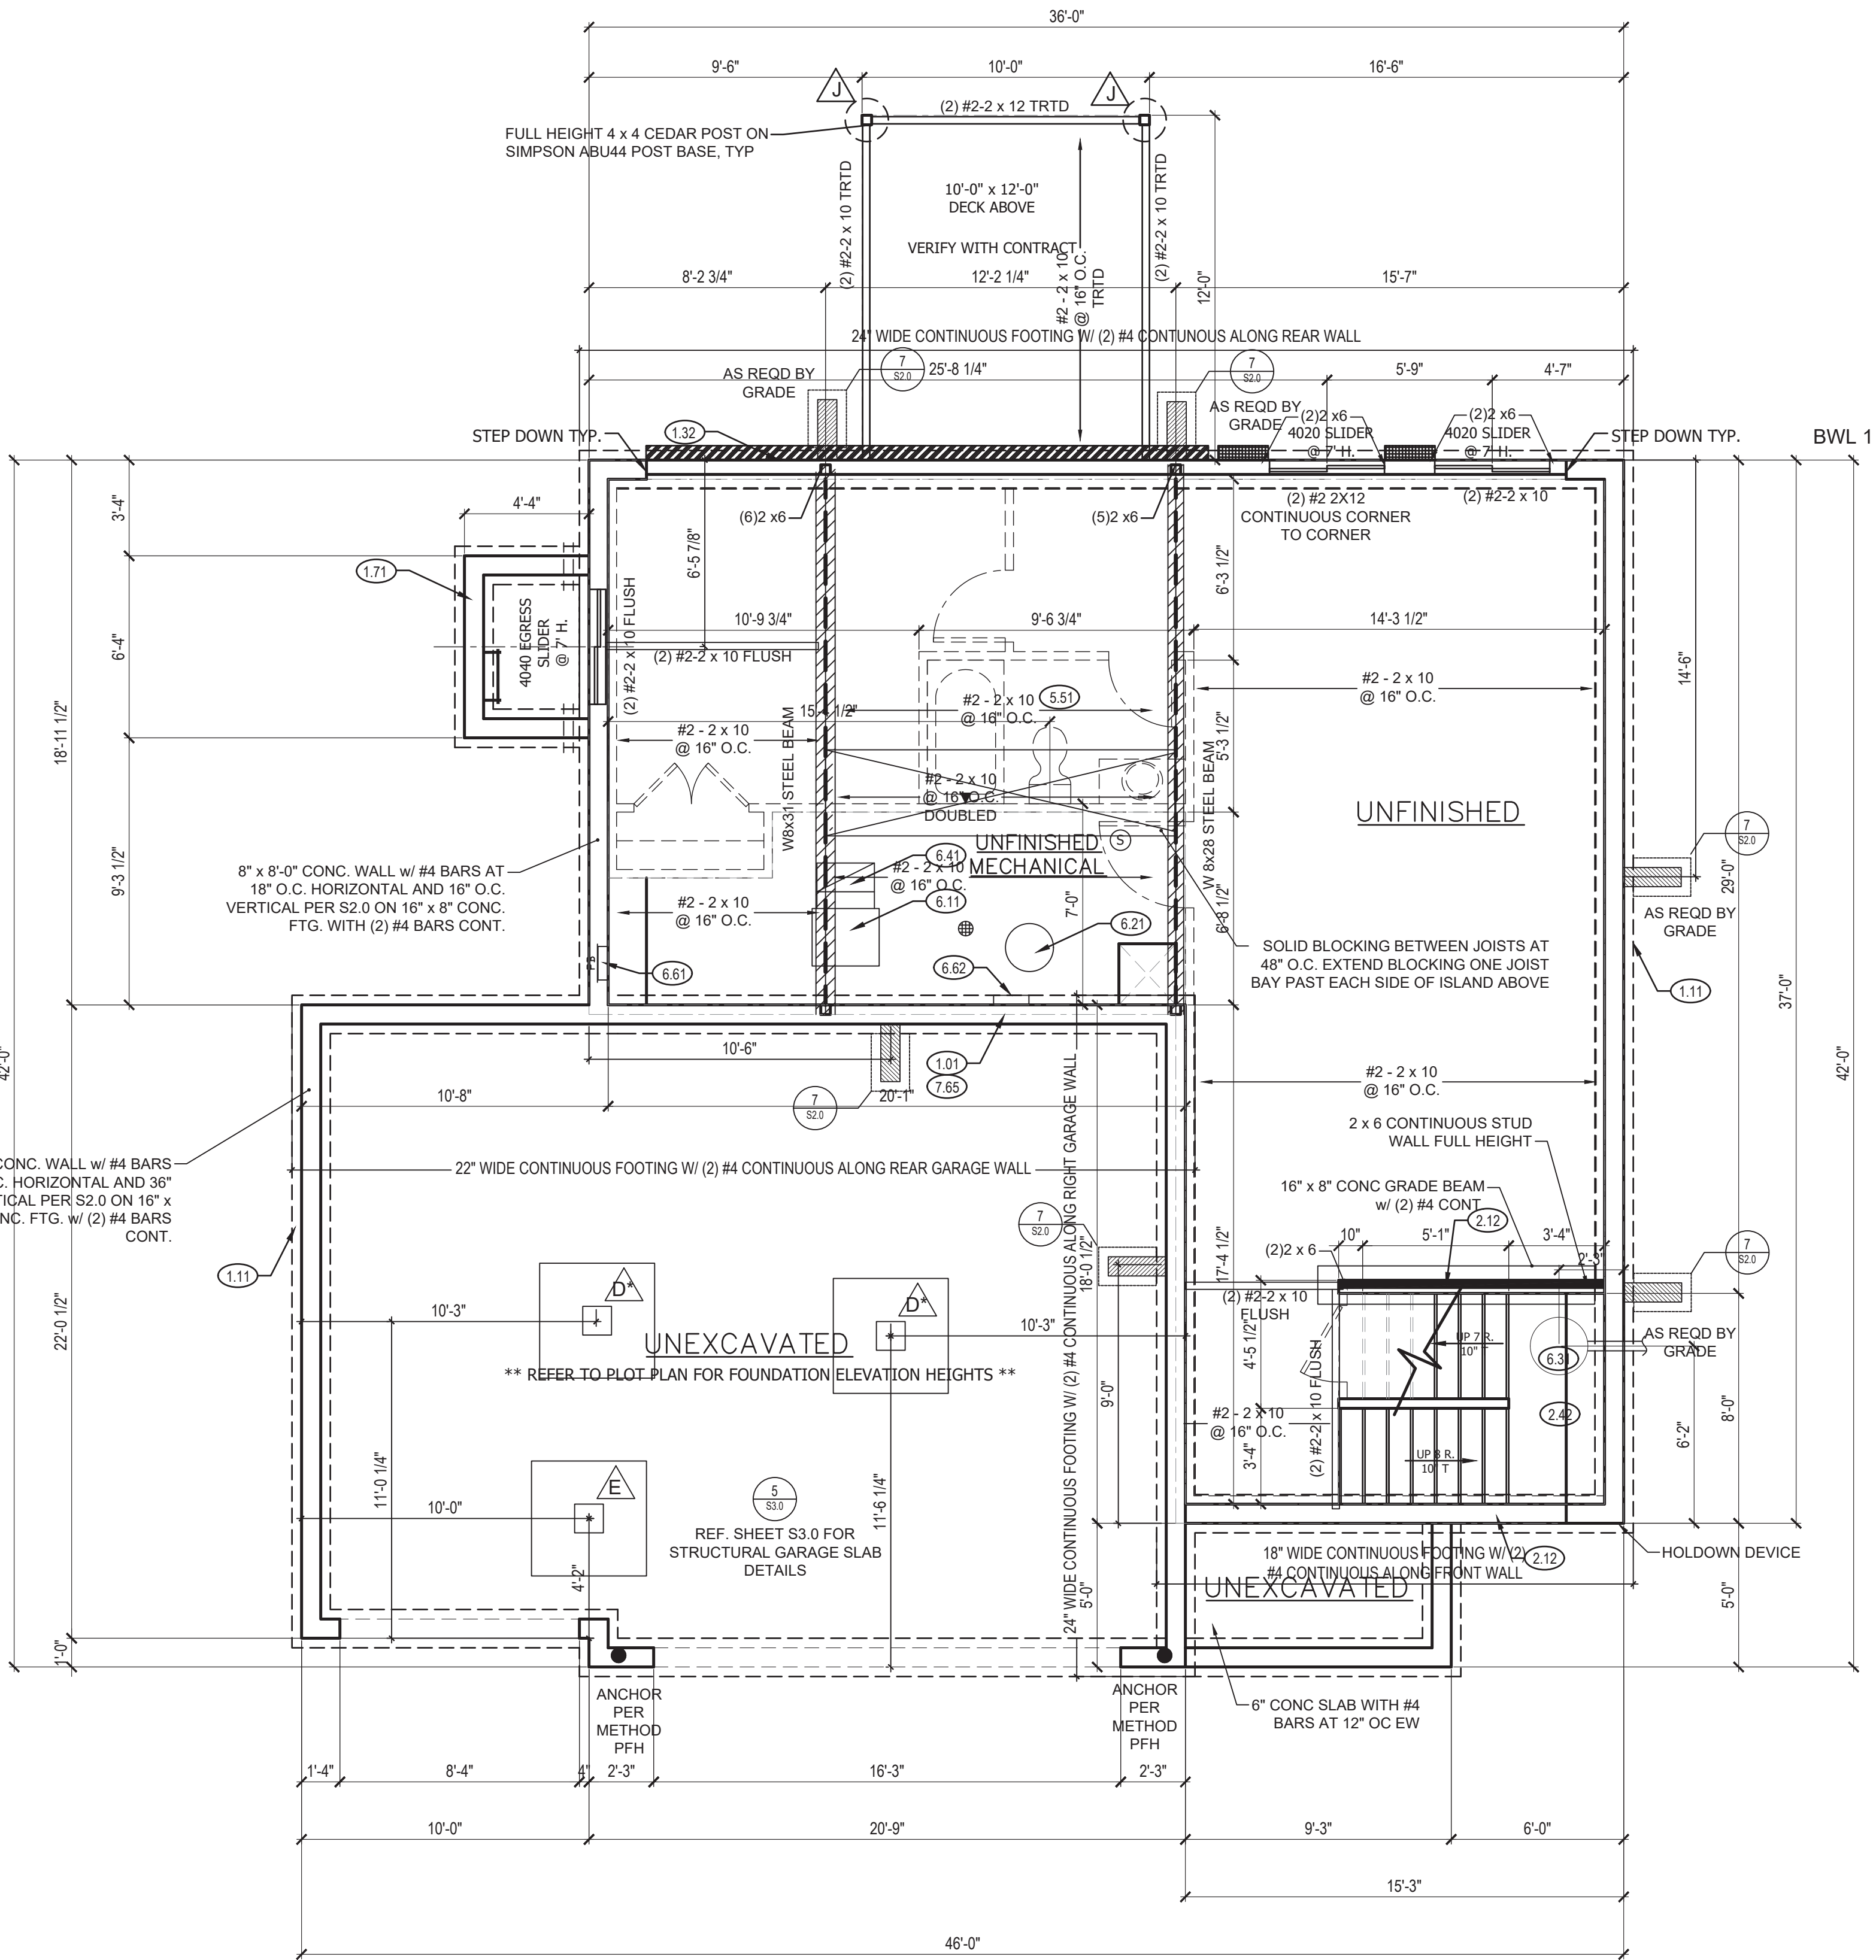 36'-0"
9'-6"
10'-0"
16'-6"
J
J
(2) #2-2 x 12 TRTD
FULL HEIGHT 4 x 4 CEDAR POST ON
SIMPSON ABU44 POST BASE, TYP
(2) #2-2 x 10 TRTD
(2) #2-2 x 10 TRTD
10'-0" x 12'-0"
DECK ABOVE
VERIFY WITH CONTRACT
#2 - 2 x 10
@ 16" O.C.
TRTD
12'-0"
8'-2 3/4"
12'-2 1/4"
15'-7"
24" WIDE CONTINUOUS FOOTING W/ (2) #4 CONTUNOUS ALONG REAR WALL
AS REQD BY
GRADE
7
S2.0
25'-8 1/4"
7
S2.0
5'-9"
4'-7"
AS REQD BY
GRADE
(2)2 x6
4020 SLIDER
@ 7' H.
(2)2 x6
4020 SLIDER
@ 7' H.
STEP DOWN TYP.
1.32
STEP DOWN TYP.
BWL 1
3'-4"
4'-4"
(6)2 x6
(5)2 x6
(2) #2 2X12
CONTINUOUS CORNER
TO CORNER
(2) #2-2 x 10
1.71
6'-5 7/8"
6'-3 1/2"
4040 EGRESS
SLIDER
@ 7' H.
(2) #2-2 x 10 FLUSH
10'-9 3/4"
9'-6 3/4"
14'-3 1/2"
6'-4"
(2) #2-2 x 10 FLUSH
14'-6"
#2 - 2 x 10
@ 16" O.C.
#2 - 2 x 10
@ 16" O.C.
5.51
18'-11 1/2"
#2 - 2 x 10
@ 16" O.C.
W8x31 STEEL BEAM
5'-3 1/2"
W 8x28 STEEL BEAM
#2 - 2 x 10
@ 16" O.C.
DOUBLED
UNFINISHED
7
S2.0
UNFINISHED
MECHANICAL
S
8" x 8'-0" CONC. WALL w/ #4 BARS AT
18" O.C. HORIZONTAL AND 16" O.C.
VERTICAL PER S2.0 ON 16" x 8" CONC.
FTG. WITH (2) #4 BARS CONT.
9'-3 1/2"
6.41
#2 - 2 x 10
@ 16" O.C.
6.11
#2 - 2 x 10
@ 16" O.C.
7'-0"
6'-8 1/2"
29'-0"
AS REQD BY
GRADE
6.21
6.61
6.62
SOLID BLOCKING BETWEEN JOISTS AT
48" O.C. EXTEND BLOCKING ONE JOIST
BAY PAST EACH SIDE OF ISLAND ABOVE
1.11
37'-0"
42'-0"
42'-0"
10'-6"
1.01
7.65
#2 - 2 x 10
@ 16" O.C.
10'-8"
7
S2.0
20'-1"
2 x 6 CONTINUOUS STUD
WALL FULL HEIGHT
CONC. WALL w/ #4 BARS
HORIZONTAL AND 36"
PER S2.0 ON 16" x
FTG. w/ (2) #4 BARS
CONT.
22" WIDE CONTINUOUS FOOTING W/ (2) #4 CONTINUOUS ALONG REAR GARAGE WALL
16" x 8" CONC GRADE BEAM
w/ (2) #4 CONT
2.12
7
S2.0
18'-0 1/2"
24" WIDE CONTINUOUS FOOTING W/ (2) #4 CONTINUOUS ALONG RIGHT GARAGE WALL
17'-4 1/2"
10"
5'-1"
3'-4"
2'-3"
(2)2 x 6
7
S2.0
1.11
D*
D*
22'-0 1/2"
10'-3"
10'-3"
(2) #2-2 x 10
FLUSH
UNEXCAVATED
** REFER TO PLOT PLAN FOR FOUNDATION ELEVATION HEIGHTS **
4'-5 1/2"
UP 7 R.
10" T
AS REQD BY
GRADE
6.31
(2) #2-2 x 10 FLUSH
9'-0"
#2 - 2 x 10
@ 16" O.C.
2.42
8'-0"
6'-2"
3'-4"
UP 8 R.
10" T
11'-0 1/4"
E
10'-0"
5
S3.0
11'-6 1/4"
REF. SHEET S3.0 FOR
STRUCTURAL GARAGE SLAB
DETAILS
4'-2"
18" WIDE CONTINUOUS FOOTING W/ (2)
#4 CONTINUOUS ALONG FRONT WALL
2.12
HOLDOWN DEVICE
UNEXCAVATED
5'-0"
5'-0"
1'-0"
ANCHOR
PER
METHOD
PFH
ANCHOR
PER
METHOD
PFH
6" CONC SLAB WITH #4
BARS AT 12" OC EW
1'-4"
8'-4"
4"
2'-3"
16'-3"
2'-3"
10'-0"
20'-9"
9'-3"
6'-0"
15'-3"
46'-0"